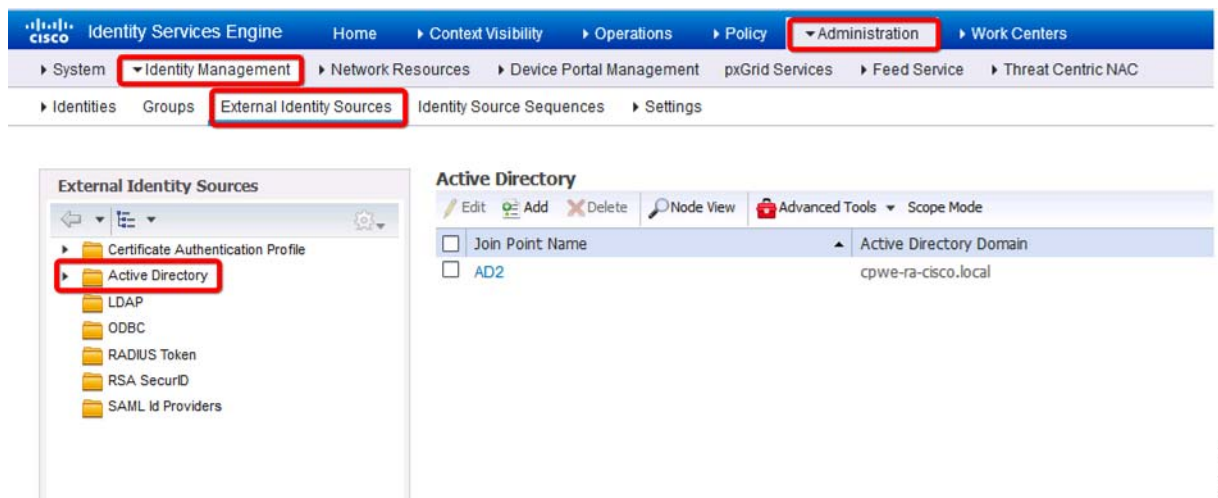 CISCO Identity Services Engine Home Context Visibility Operations Policy Administration Work Centers
System Identity Management Network Resources Device Portal Management pxGrid Services Feed Service Threat Centric NAC
Identities Groups External Identity Sources Identity Source Sequences Settings
External Identity Sources
Certificate Authentication Profile
Active Directory
LDAP
ODBC
RADIUS Token
RSA SecurID
SAML Id Providers
Active Directory
Edit Add Delete Node View Advanced Tools Scope Mode
Join Point Name Active Directory Domain
AD2 cpwe-ra-cisco.local